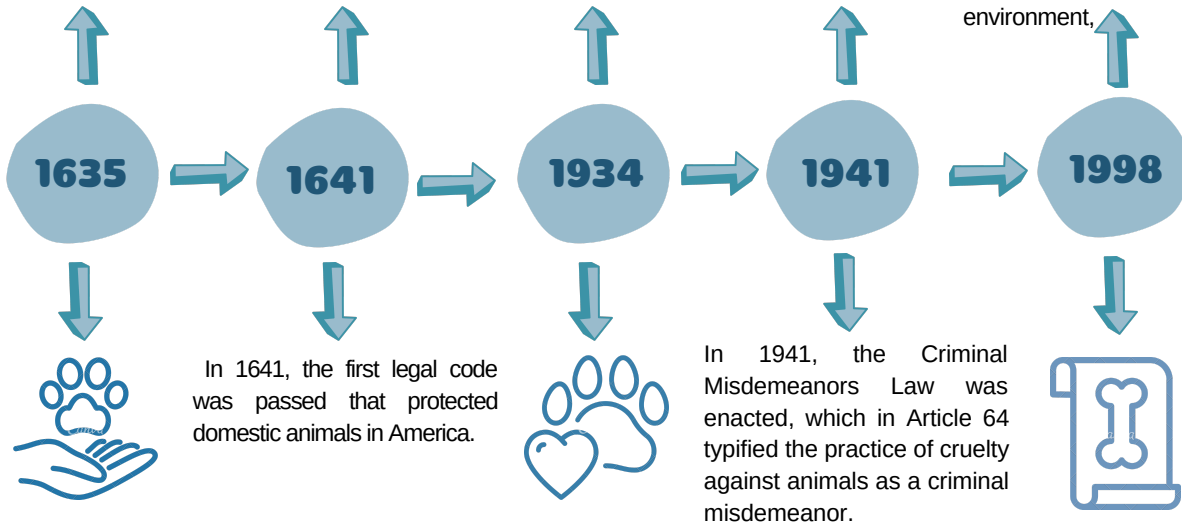 environment,
1635
1641
1934
1941
1998
In 1641, the first legal code
was passed that protected
domestic animals in America.
In 1941, the Criminal
Misdemeanors Law was
enacted, which in Article 64
typified the practice of cruelty
against animals as a criminal
misdemeanor.